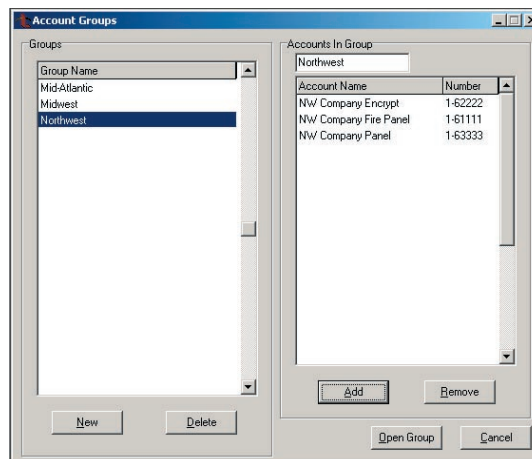 Account Groups
Groups
Group Name
Mid-Atlantic
Midwest
Northwest
New Delete
Accounts In Group
Northwest
Account Name Number
NW Company Encrypt 1-62222
NW Company Fire Panel 1-61111
NW Company Panel 1-63333
Add Remove
Open Group Cancel